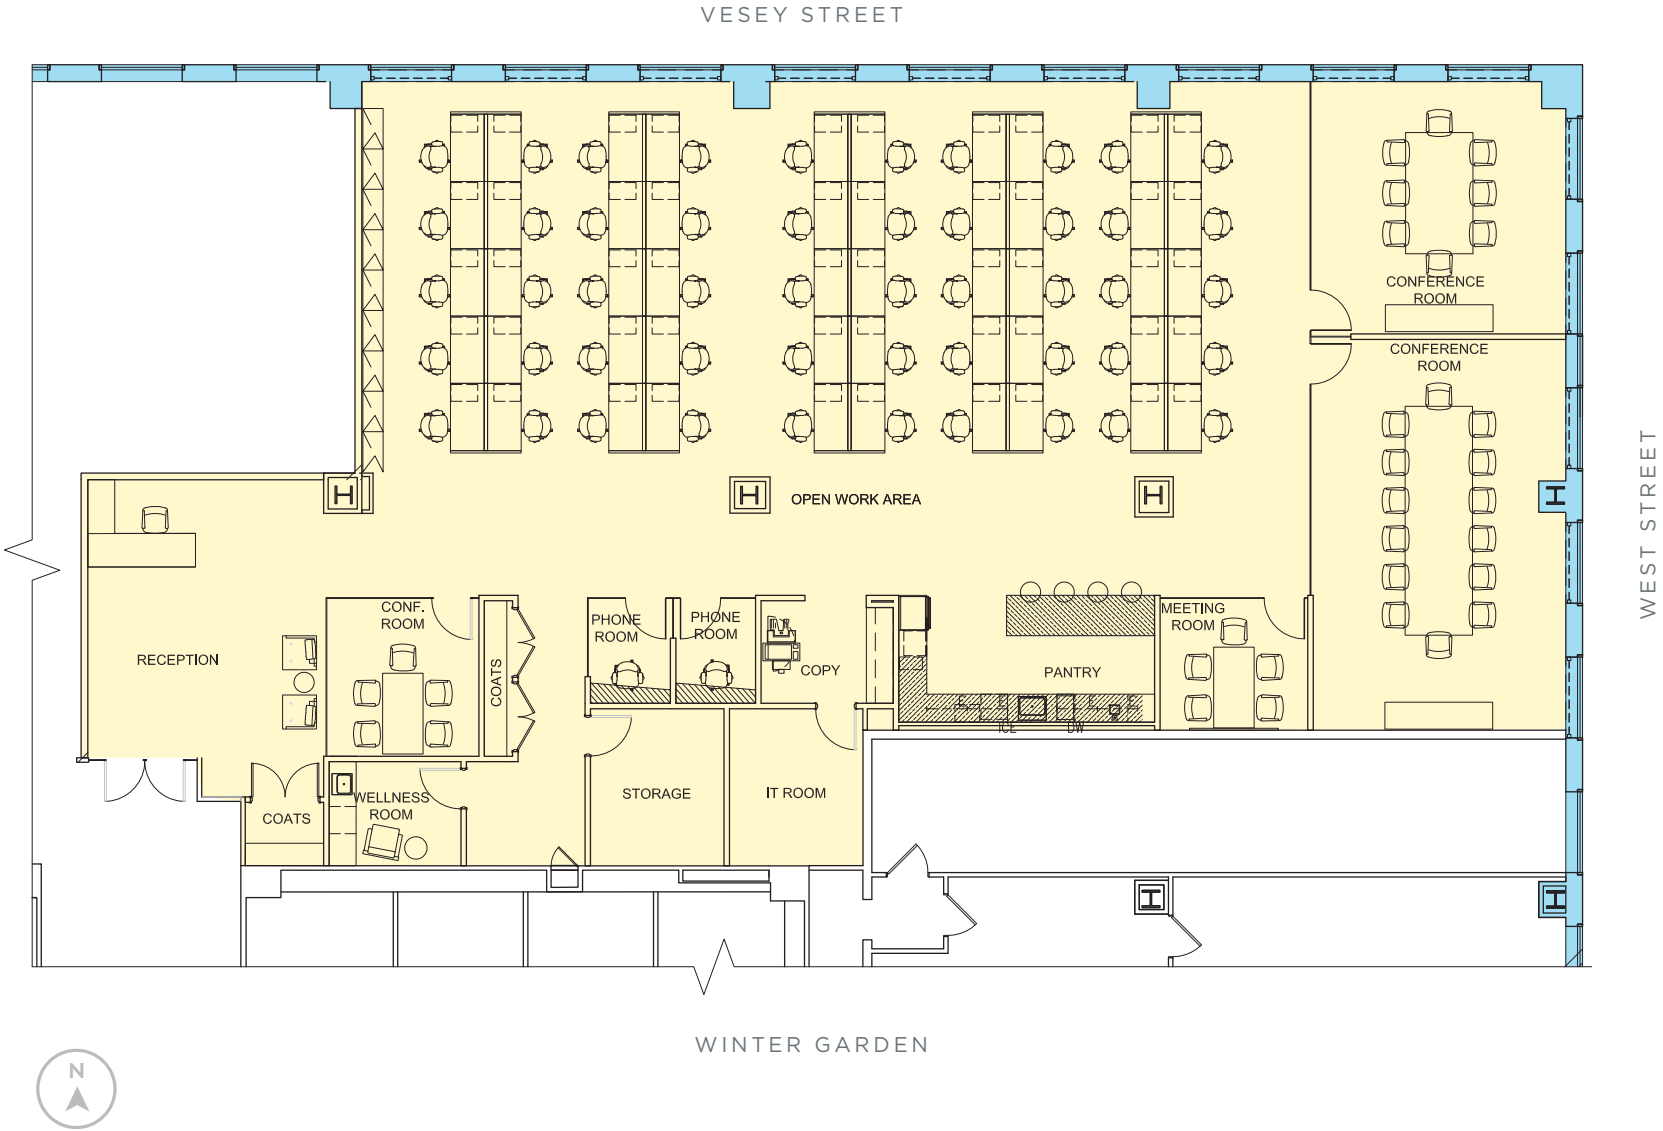 VESEY STREET
CONFERENCE
ROOM
CONFERENCE
ROOM
WEST STREET
OPEN WORK AREA
CONF.
ROOM
COATS
PHONE
ROOM
PHONE
ROOM
COPY
PANTRY
MEETING
ROOM
RECEPTION
ICE
DW
COATS
WELLNESS
ROOM
STORAGE
IT ROOM
WINTER GARDEN
N